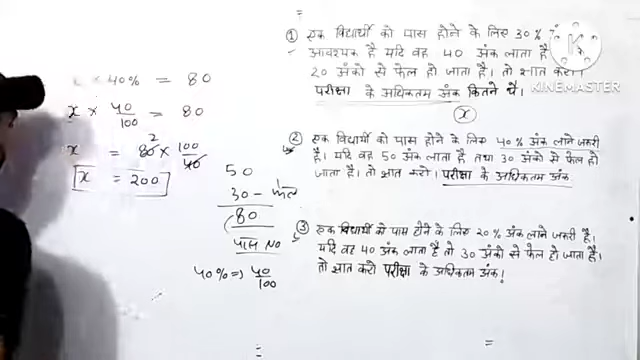 x × 40% = 80
x × 40/100 = 80
x = 80 × 100/40
2
x = 200
50
30 - फेल
80
पास No
40% => 40/100
① एक विद्यार्थी को पास होने के लिए 30% अं
आवश्यक है यदि वह 40 अंक लाता है
20 अंको से फेल हो जाता है। तो ज्ञात करो।
परीक्षा के अधिकतम अंक कितने थे।
x
② एक विद्यार्थी को पास होने के लिए 40% अंक लाने जरूरी
है। यदि वह 50 अंक लाता है तथा 30 अंको से फेल हो
जाता है। तो ज्ञात करो। परीक्षा के अधिकतम अंक
③ एक विद्यार्थी को पास होने के लिए 20% अंक लाने जरूरी है।
यदि वह 40 अंक लाता है तो 30 अंको से फेल हो जाता है।
तो ज्ञात करो परीक्षा के अधिकतम अंक!
KINEMASTER